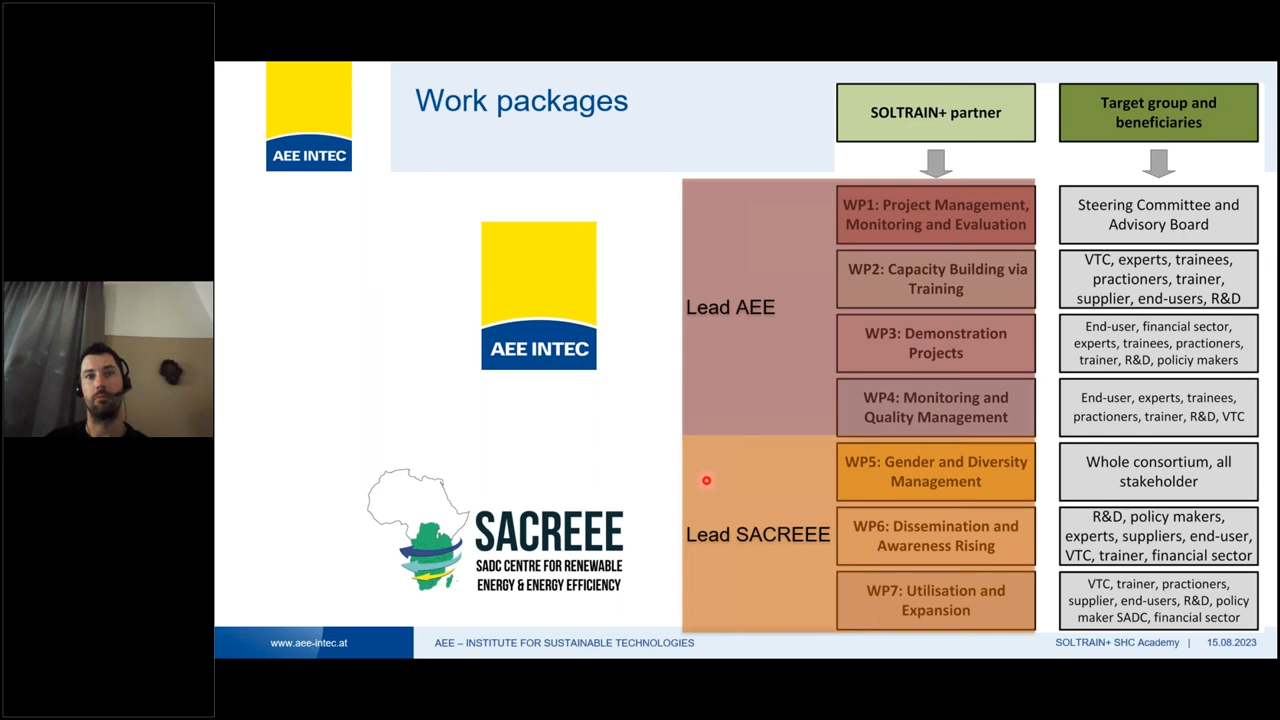 Work packages
AEE INTEC
SOLTRAIN+ partner
Target group and
beneficiaries
AEE INTEC
Lead AEE
WP1: Project Management,
Monitoring and Evaluation
Steering Committee and
Advisory Board
WP2: Capacity Building via
Training
VTC, experts, trainees,
practioners, trainer,
supplier, end-users, R&D
WP3: Demonstration
Projects
End-user, financial sector,
experts, trainees, practioners,
trainer, R&D, policiy makers
WP4: Monitoring and
Quality Management
End-user, experts, trainees,
practioners, trainer, R&D, VTC
SACREEE
SADC CENTRE FOR RENEWABLE
ENERGY & ENERGY EFFICIENCY
Lead SACREEE
WP5: Gender and Diversity
Management
Whole consortium, all
stakeholder
WP6: Dissemination and
Awareness Rising
R&D, policy makers,
experts, suppliers, end-user,
VTC, trainer, financial sector
WP7: Utilisation and
Expansion
VTC, trainer, practioners,
supplier, end-users, R&D, policy
maker SADC, financial sector
www.aee-intec.at
AEE – INSTITUTE FOR SUSTAINABLE TECHNOLOGIES
SOLTRAIN+ SHC Academy | 15.08.2023